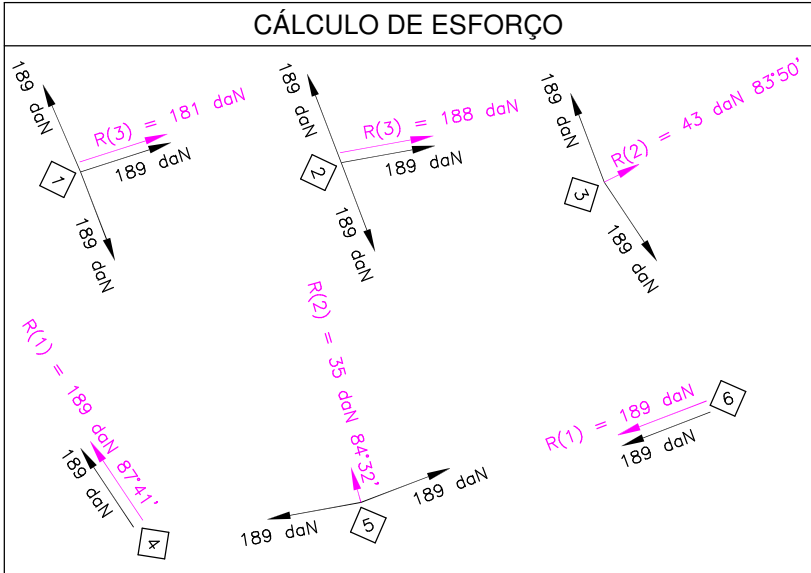 CÁLCULO DE ESFORÇO
189 daN
R(3) = 181 daN
189 daN
1
189 daN
189 daN
R(3) = 188 daN
189 daN
2
189 daN
189 daN
R(2) = 43 daN 83°50'
3
189 daN
R(1) = 189 daN 87°41'
189 daN
4
R(2) = 35 daN 84°32'
189 daN
189 daN
5
R(1) = 189 daN
189 daN
6